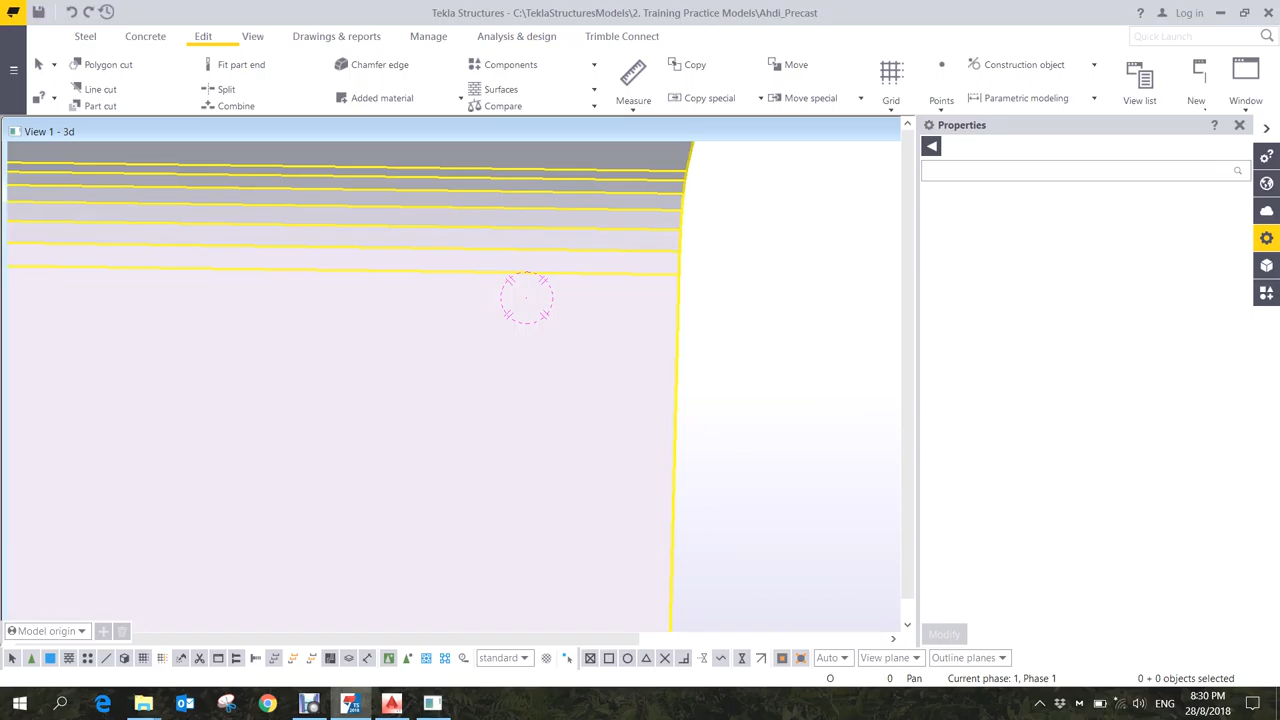 Tekla Structures - C:\TeklaStructuresModels\2. Training Practice Models\Ahdi_Precast
Log in
Steel Concrete Edit View Drawings & reports Manage Analysis & design Trimble Connect
Quick Launch
Polygon cut Fit part end Chamfer edge Components Copy Move Construction object
Line cut Split Surfaces
Part cut Combine Added material Compare Measure Copy special Move special Grid Points Parametric modeling View list New Window
View 1 - 3d
Properties
Model origin
Modify
standard Auto View plane Outline planes
O 0 Pan Current phase: 1, Phase 1 0 + 0 objects selected
ENG
8:30 PM
28/8/2018